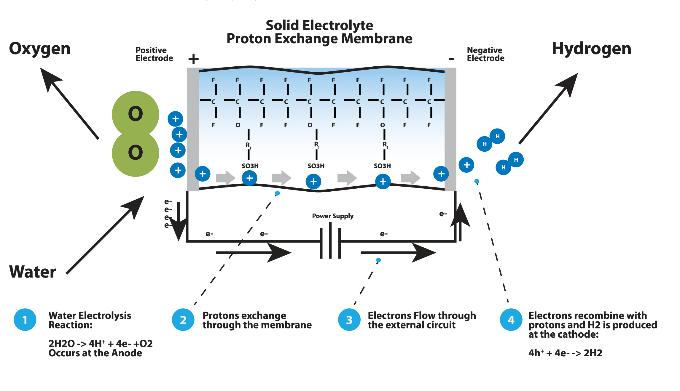 Solid Electrolyte
Proton Exchange Membrane
Oxygen
Positive
Electrode
+
-
Negative
Electrode
Hydrogen
F F F F F F F F F
C C C C C C C C C
F O F F O F F O F F
R R R
SO3H SO3H SO3H
O
O
+
+
+
+
+ + + + + +
H H
H H
e-
e-
e-
e-
e-
Power Supply
e- e- e-
Water
1
Water Electrolysis
Reaction:
2H2O -> 4H⁺ + 4e- +O2
Occurs at the Anode
2
Protons exchange
through the membrane
3
Electrons Flow through
the external circuit
4
Electrons recombine with
protons and H2 is produced
at the cathode:
4h⁺ + 4e- -> 2H2